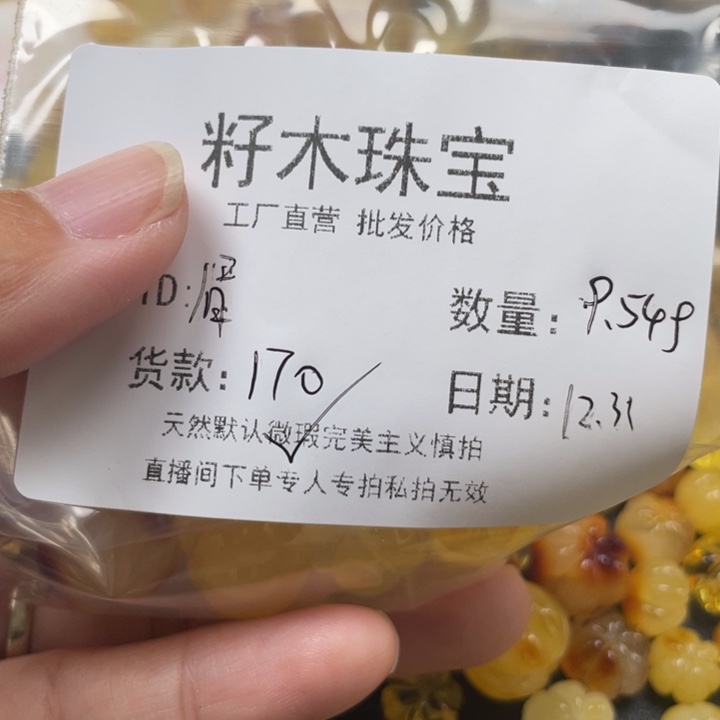 籽木珠宝
工厂直营 批发价格
ID:
数量: 9.54g
货款: 170
日期: 12.31
天然默认微瑕完美主义慎拍
直播间下单专人专拍私拍无效